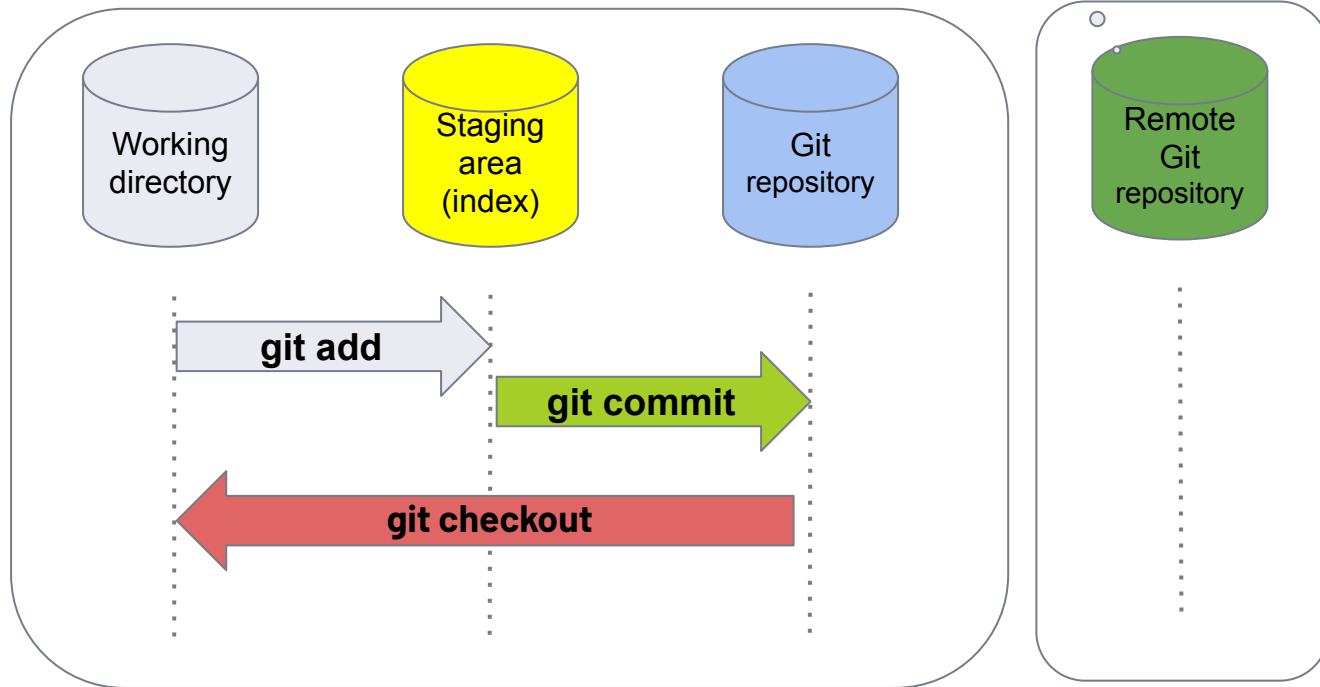 Working
directory
Staging
area
(index)
Git
repository
Remote
Git
repository
git add
git commit
git checkout